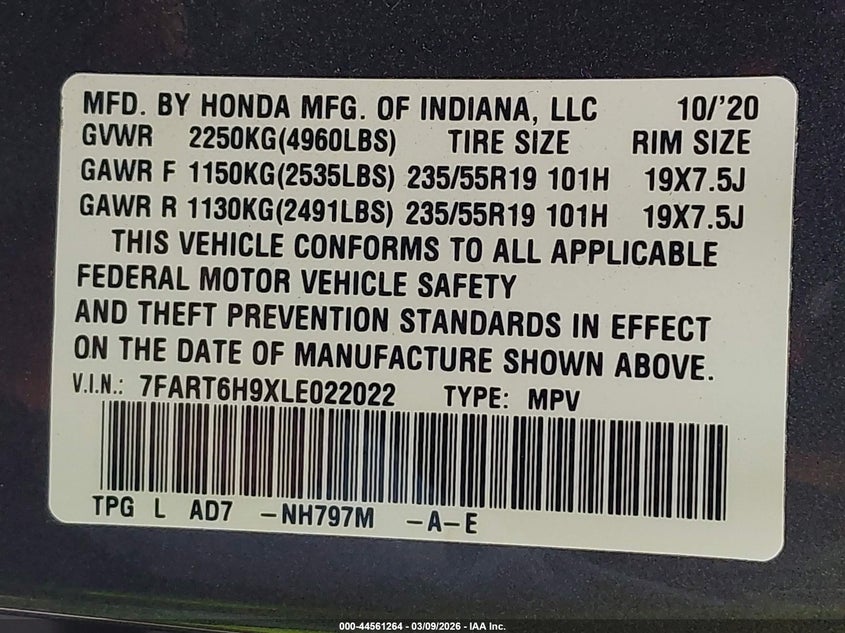 MFD. BY HONDA MFG. OF INDIANA, LLC 10/'20
GVWR 2250KG(4960LBS) TIRE SIZE RIM SIZE
GAWR F 1150KG(2535LBS) 235/55R19 101H 19X7.5J
GAWR R 1130KG(2491LBS) 235/55R19 101H 19X7.5J
THIS VEHICLE CONFORMS TO ALL APPLICABLE
FEDERAL MOTOR VEHICLE SAFETY
AND THEFT PREVENTION STANDARDS IN EFFECT
ON THE DATE OF MANUFACTURE SHOWN ABOVE.
V.I.N.: 7FART6H9XLE022022 TYPE: MPV
TPG L AD7 -NH797M -A-E
000-44561264 - 03/09/2026 - IAA Inc.